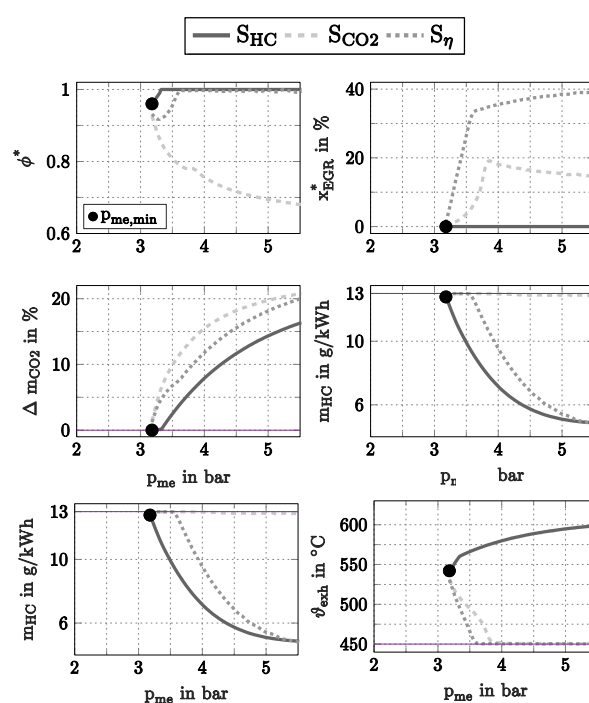 S_HC S_CO2 S_η
1
0.8
0.6
ϕ*
p_me,min
2 3 4 5
40
20
0
x*_EGR in %
2 3 4 5
20
10
0
Δ m_CO2 in %
2 3 4 5
p_me in bar
13
10
6
m_HC in g/kWh
2 3 4 5
bar
13
10
6
m_HC in g/kWh
2 3 4 5
p_me in bar
600
550
500
450
ϑ_exh in °C
2 3 4 5
p_me in bar